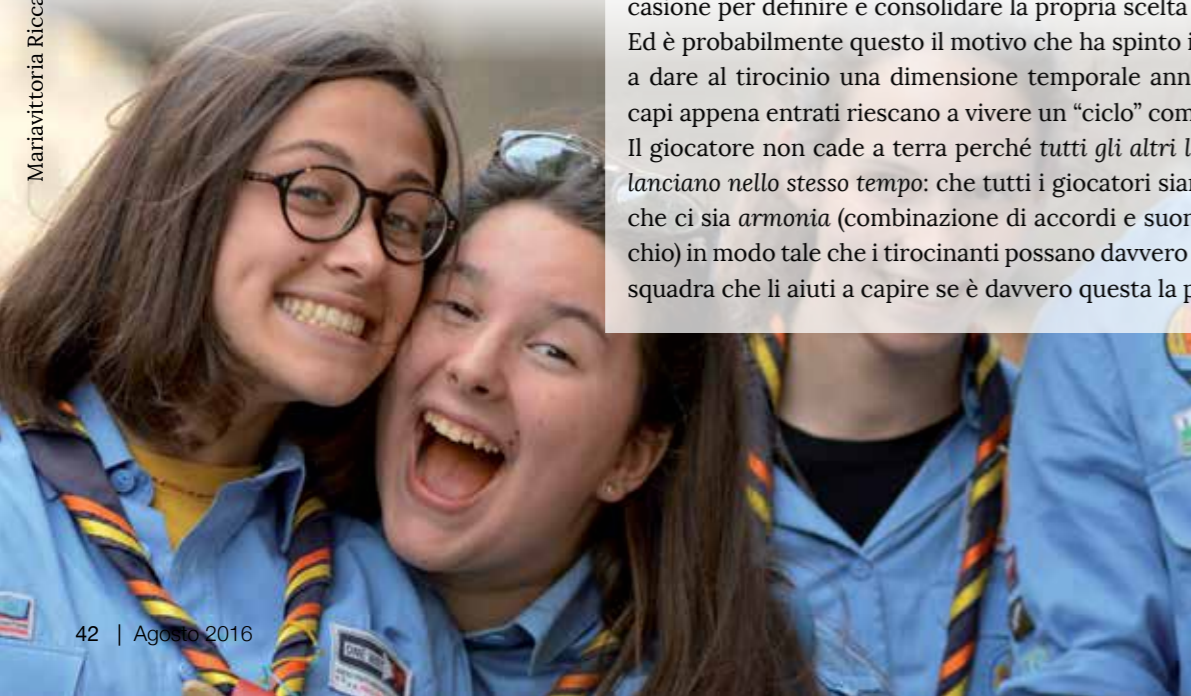 Mariavittoria Ricca
casione per definire e consolidare la propria scelta
Ed è probabilmente questo il motivo che ha spinto i
a dare al tirocinio una dimensione temporale ann
capi appena entrati riescano a vivere un “ciclo” com
Il giocatore non cade a terra perché tutti gli altri l
lanciano nello stesso tempo: che tutti i giocatori siar
che ci sia armonia (combinazione di accordi e suon
chio) in modo tale che i tirocinanti possano davvero
squadra che li aiuti a capire se è davvero questa la p
42 | Agosto 2016